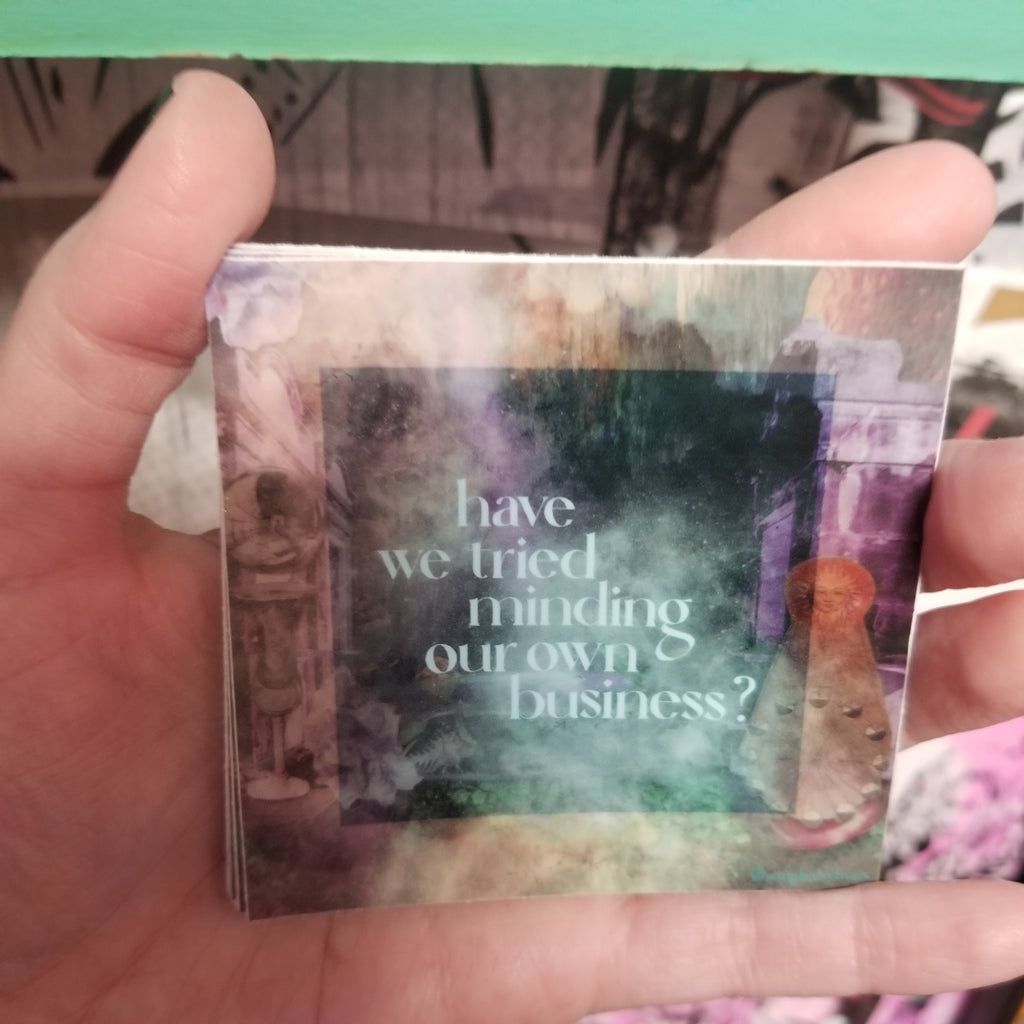 have
we tried
minding
our own
business?